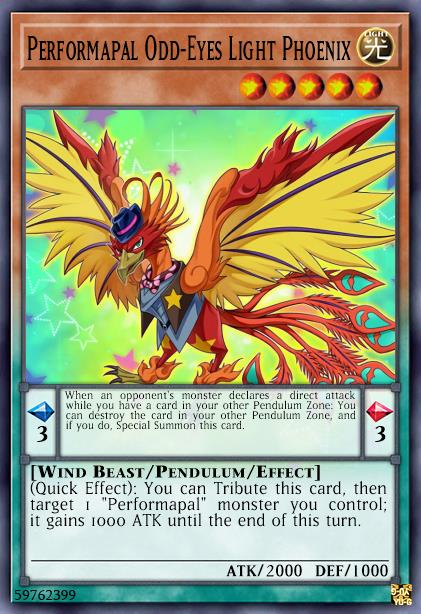 Performapal Odd-Eyes Light Phoenix
LIGHT
光
When an opponent's monster declares a direct attack
while you have a card in your other Pendulum Zone: You
can destroy the card in your other Pendulum Zone, and
if you do, Special Summon this card.
3
3
[Wind Beast/Pendulum/Effect]
(Quick Effect): You can Tribute this card, then
target 1 "Performapal" monster you control;
it gains 1000 ATK until the end of this turn.
ATK/2000 DEF/1000
59762399